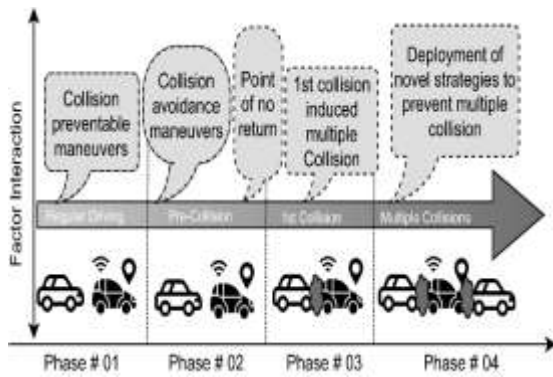 Collision
preventable
maneuvers
Collision
avoidance
maneuvers
Point
of no
return
1st collision
induced
multiple
Collision
Deployment of
novel strategies to
prevent multiple
collision
Factor Interaction
Regular Driving
Pre-Collision
1st Collision
Multiple Collisions
Phase # 01
Phase # 02
Phase # 03
Phase # 04